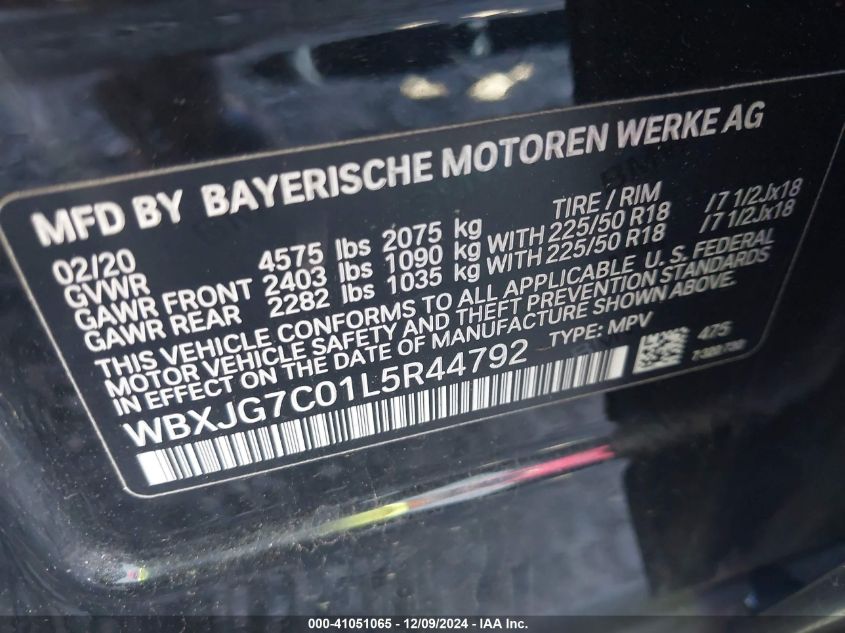 MFD BY BAYERISCHE MOTOREN WERKE AG
02/20 TIRE / RIM
GVWR 4575 lbs 2075 kg
GAWR FRONT 2403 lbs 1090 kg WITH 225/50 R18 /7 1/2Jx18
GAWR REAR 2282 lbs 1035 kg WITH 225/50 R18 /7 1/2Jx18
THIS VEHICLE CONFORMS TO ALL APPLICABLE U.S. FEDERAL
MOTOR VEHICLE SAFETY AND THEFT PREVENTION STANDARDS
IN EFFECT ON THE DATE OF MANUFACTURE SHOWN ABOVE.
WBXJG7C01L5R44792 TYPE: MPV
475
000-41051065 - 12/09/2024 - IAA Inc.